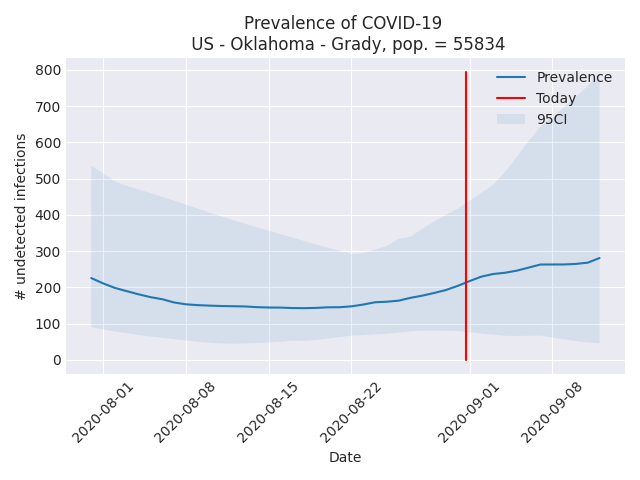 Prevalence of COVID-19
US - Oklahoma - Grady, pop. = 55834
# undetected infections
800
700
600
500
400
300
200
100
0
Prevalence
Today
95CI
2020-08-01
2020-08-08
2020-08-15
2020-08-22
2020-09-01
2020-09-08
Date